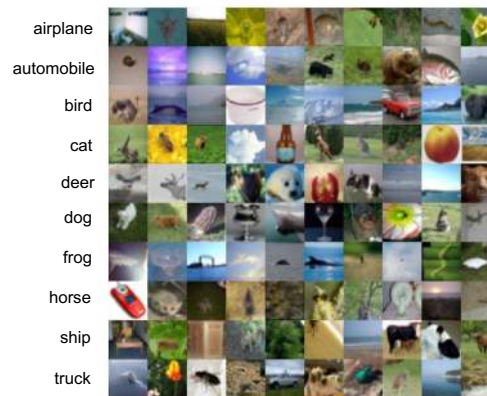 airplane
automobile
bird
cat
deer
dog
frog
horse
ship
truck